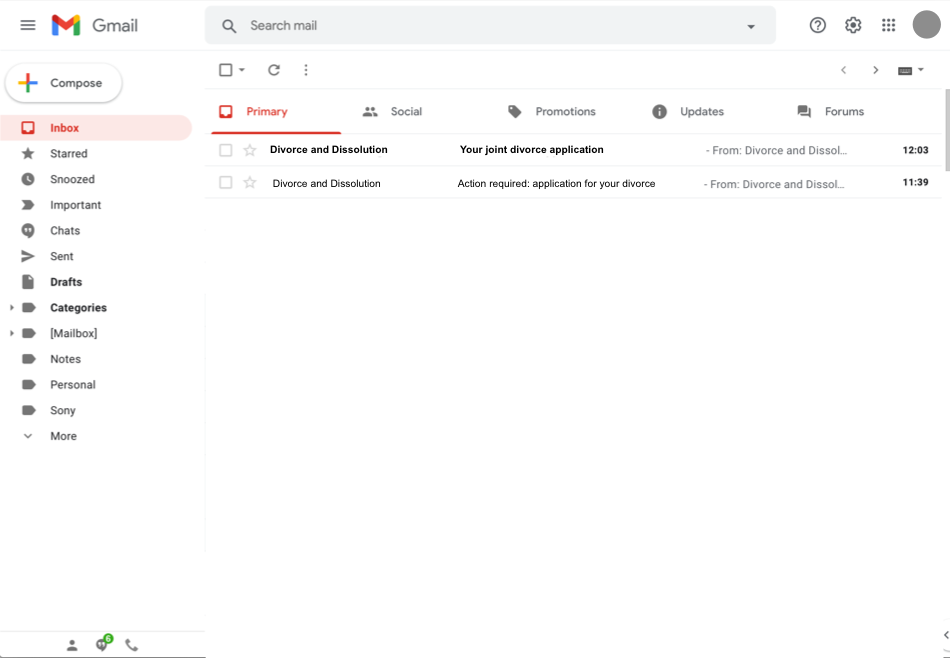 Gmail
Search mail
Compose
Inbox
Starred
Snoozed
Important
Chats
Sent
Drafts
Categories
[Mailbox]
Notes
Personal
Sony
More
6
Primary Social Promotions Updates Forums
Divorce and Dissolution Your joint divorce application - From: Divorce and Dissol... 12:03
Divorce and Dissolution Action required: application for your divorce - From: Divorce and Dissol... 11:39